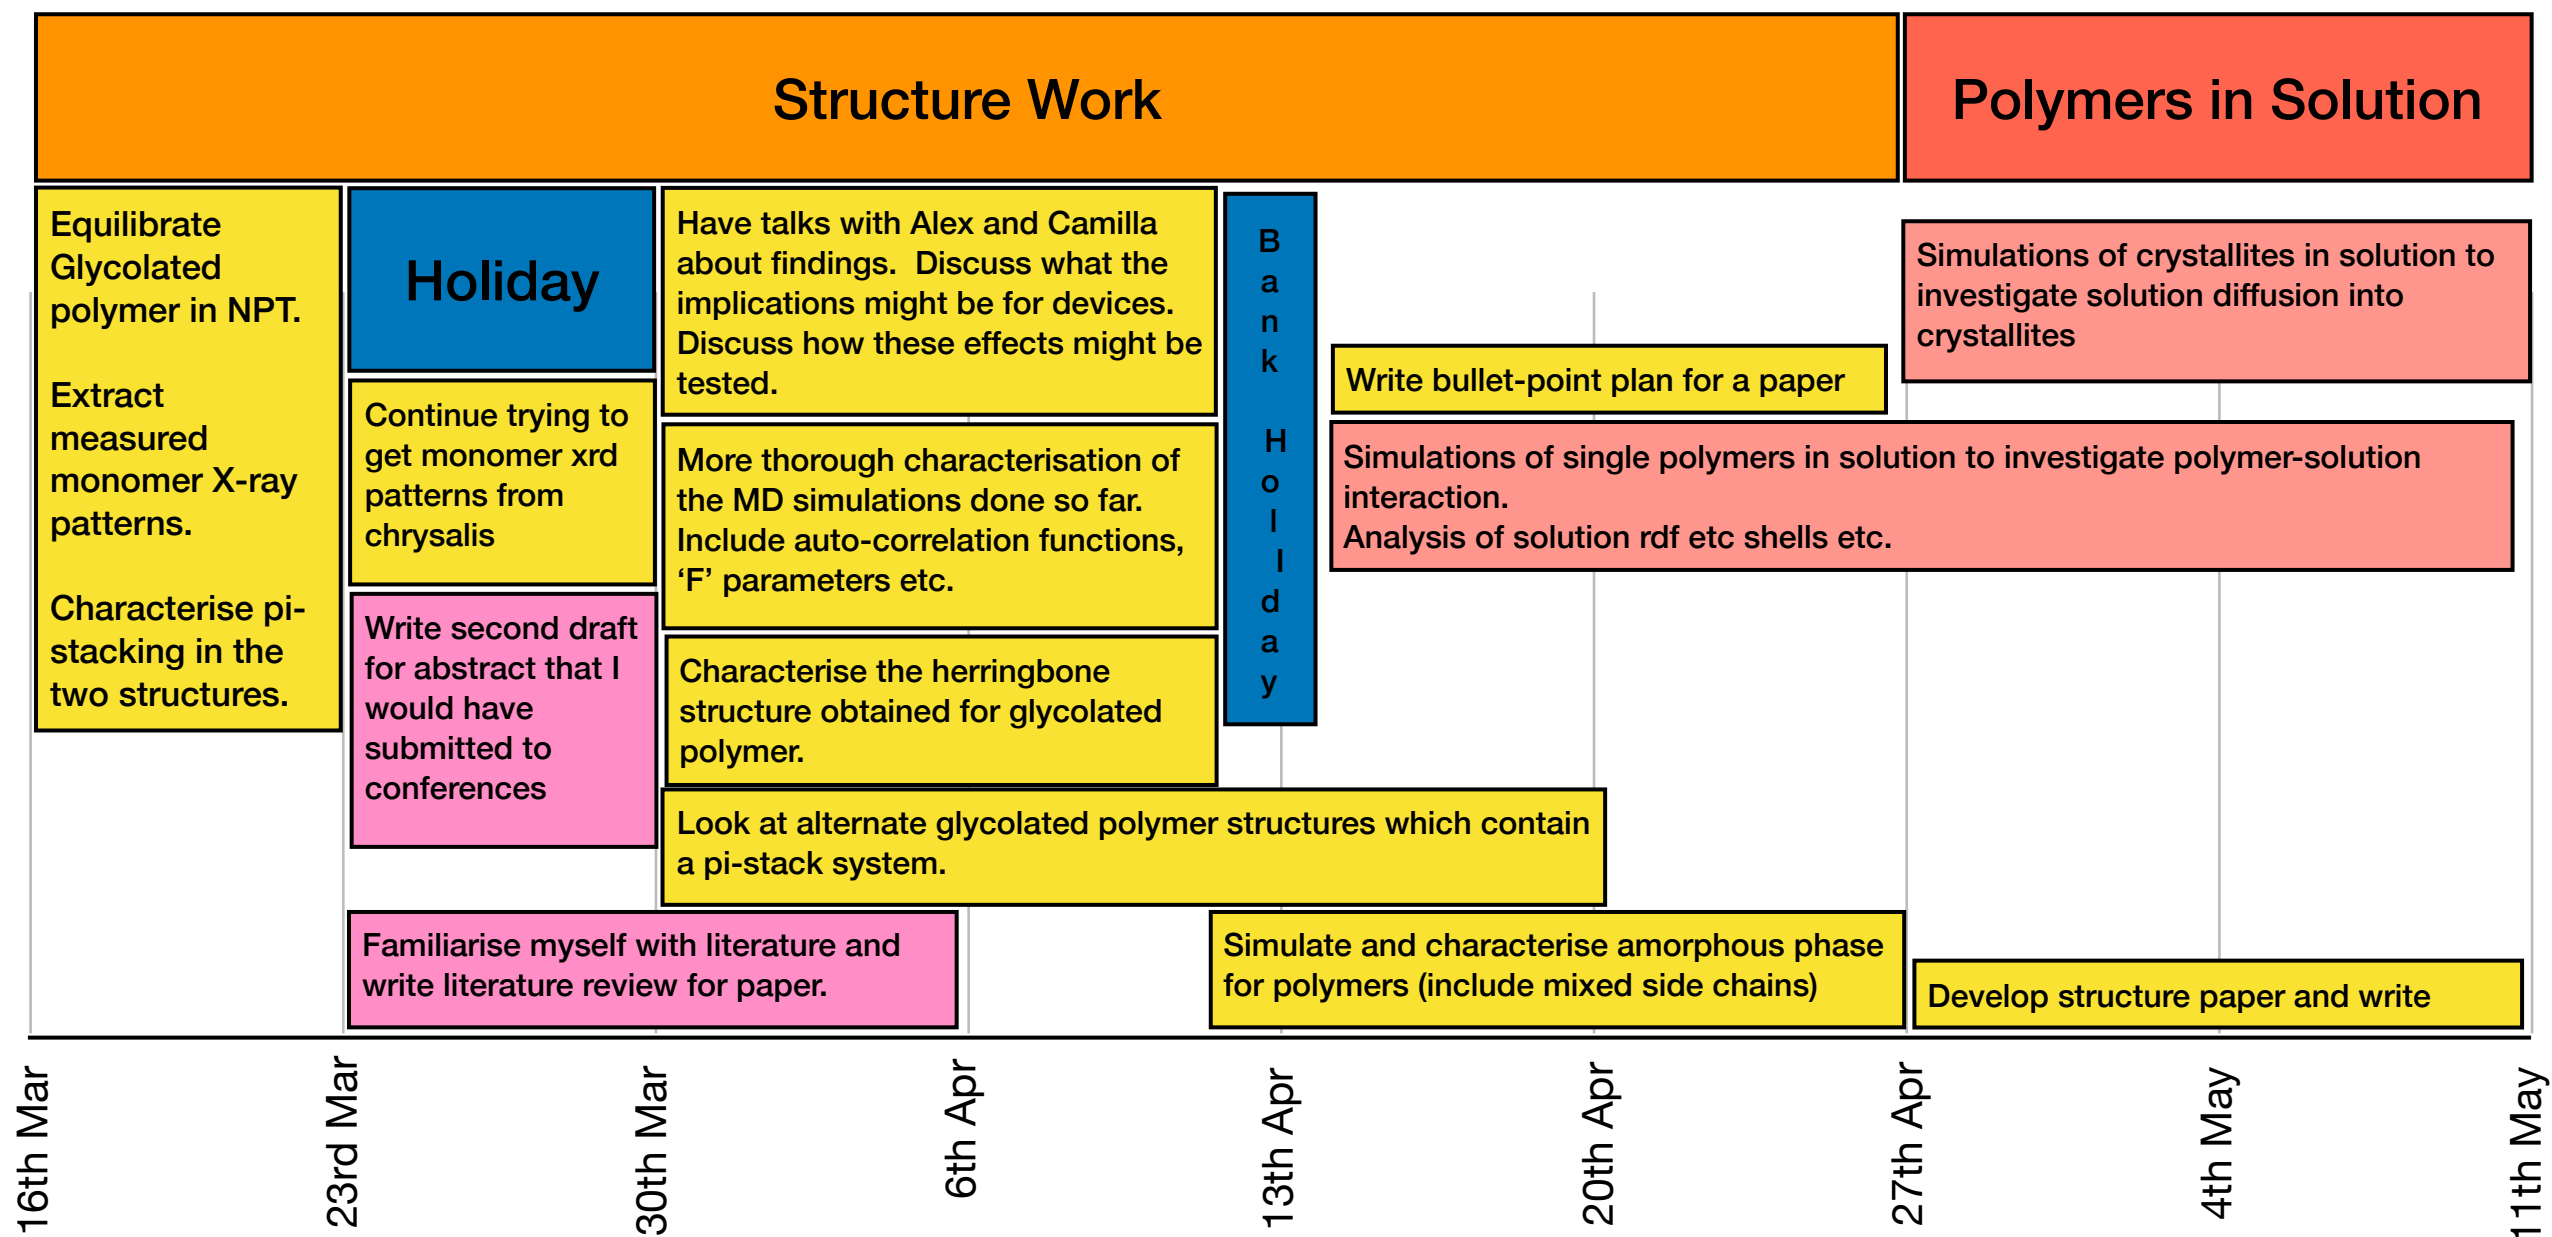 Structure Work
Polymers in Solution
Equilibrate
Glycolated
polymer in NPT.
Extract
measured
monomer X-ray
patterns.
Characterise pi-
stacking in the
two structures.
Holiday
Continue trying to
get monomer xrd
patterns from
chrysalis
Write second draft
for abstract that I
would have
submitted to
conferences
Familiarise myself with literature and
write literature review for paper.
Have talks with Alex and Camilla
about findings.  Discuss what the
implications might be for devices.
Discuss how these effects might be
tested.
More thorough characterisation of
the MD simulations done so far.
Include auto-correlation functions,
‘F’ parameters etc.
Characterise the herringbone
structure obtained for glycolated
polymer.
Look at alternate glycolated polymer structures which contain
a pi-stack system.
B
a
n
k
H
o
l
I
d
a
y
Write bullet-point plan for a paper
Simulations of single polymers in solution to investigate polymer-solution
interaction.
Analysis of solution rdf etc shells etc.
Simulate and characterise amorphous phase
for polymers (include mixed side chains)
Simulations of crystallites in solution to
investigate solution diffusion into
crystallites
Develop structure paper and write
16th Mar
23rd Mar
30th Mar
6th Apr
13th Apr
20th Apr
27th Apr
4th May
11th May